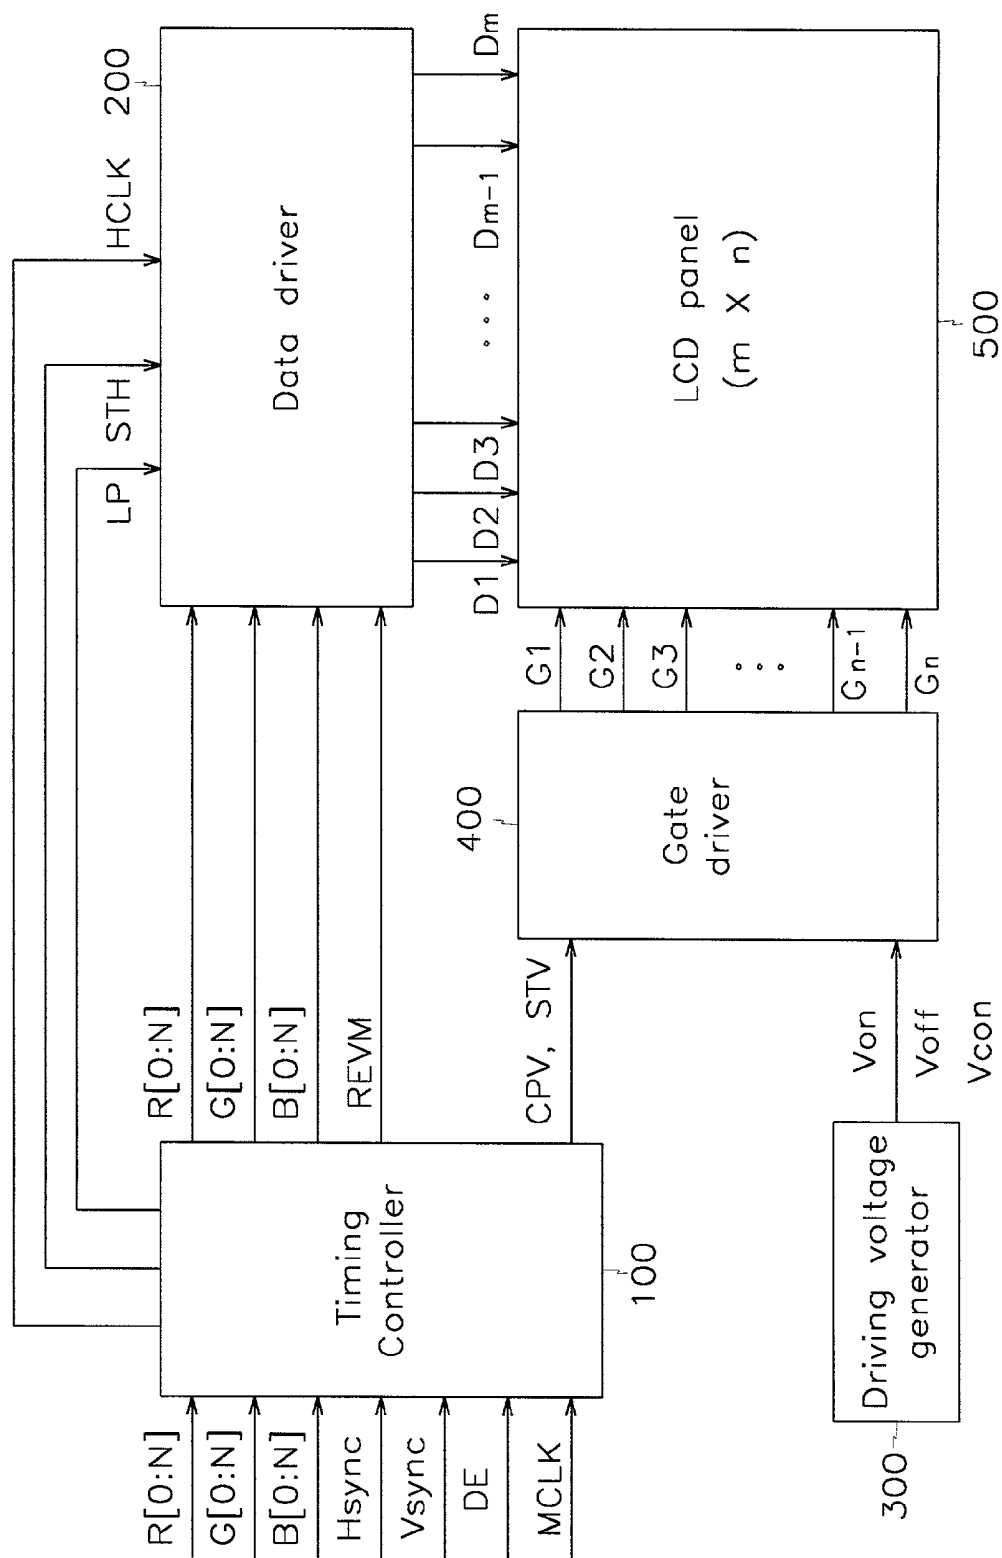 HCLK
200
STH
LP
R[0:N]
G[0:N]
B[0:N]
Hsync
Vsync
DE
MCLK
Timing
Controller
100
R[0:N]
G[0:N]
B[0:N]
REVM
CPV, STV
Data driver
D1
D2
D3
Dm-1
Dm
400
Gate
driver
G1
G2
G3
Gn-1
Gn
LCD panel
(m X n)
500
Driving voltage
generator
300
Von
Voff
Vcon